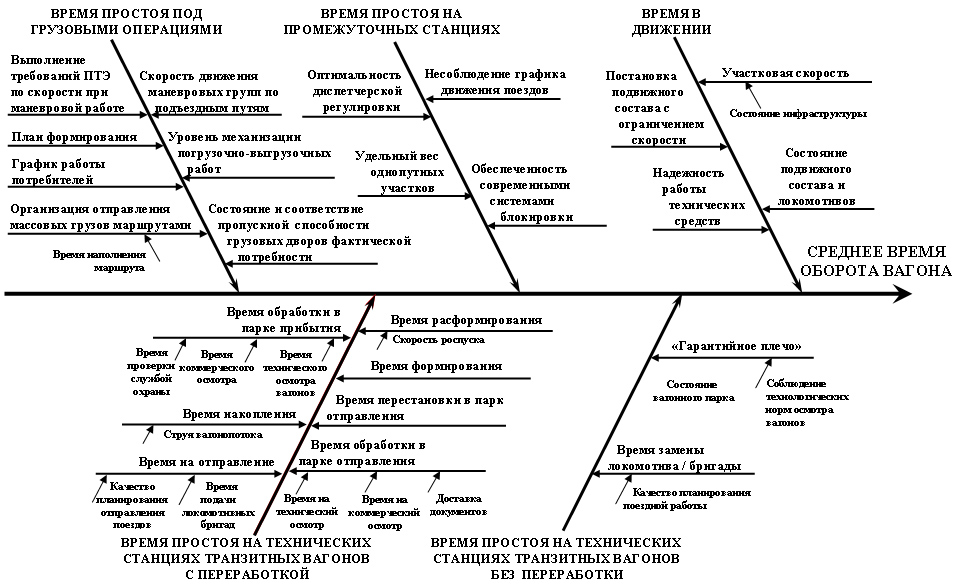 ВРЕМЯ ПРОСТОЯ ПОД
ГРУЗОВЫМИ ОПЕРАЦИЯМИ
ВРЕМЯ ПРОСТОЯ НА
ПРОМЕЖУТОЧНЫХ СТАНЦИЯХ
ВРЕМЯ В
ДВИЖЕНИИ
Выполнение
требований ПТЭ
по скорости при
маневровой работе
Скорость движения
маневровых групп по
подъездным путям
План формирования
Уровень механизации
погрузочно-выгрузочных
работ
График работы
потребителей
Организация отправления
массовых грузов маршрутами
Время наполнения
маршрута
Состояние и соответствие
пропускной способности
грузовых дворов фактической
потребности
Оптимальность
диспетчерской
регулировки
Несоблюдение графика
движения поездов
Удельный вес
однопутных
участков
Обеспеченность
современными
системами
блокировки
Постановка
подвижного
состава с
ограничением
скорости
Участковая скорость
Состояние инфраструктуры
Надежность
работы
технических
средств
Состояние
подвижного
состава и
локомотивов
СРЕДНЕЕ ВРЕМЯ
ОБОРОТА ВАГОНА
Время обработки в
парке прибытия
Время
проверки
службой
охраны
Время
коммерческого
осмотра
Время
технического
осмотра
вагонов
Время расформирования
Скорость роспуска
Время формирования
Время накопления
Струя вагонопотока
Время перестановки в парк
отправления
Время на отправление
Качество
планирования
отправления
поездов
Время
подачи
локомотивных
бригад
Время обработки в
парке отправления
Время на
технический
осмотр
Время на
коммерческий
осмотр
Доставка
документов
«Гарантийное плечо»
Состояние
вагонного парка
Соблюдение
технологических
норм осмотра
вагонов
Время замены
локомотива / бригады
Качество планирования
поездной работы
ВРЕМЯ ПРОСТОЯ НА ТЕХНИЧЕСКИХ
СТАНЦИЯХ ТРАНЗИТНЫХ ВАГОНОВ
С ПЕРЕРАБОТКОЙ
ВРЕМЯ ПРОСТОЯ НА ТЕХНИЧЕСКИХ
СТАНЦИЯХ ТРАНЗИТНЫХ ВАГОНОВ
БЕЗ ПЕРЕРАБОТКИ